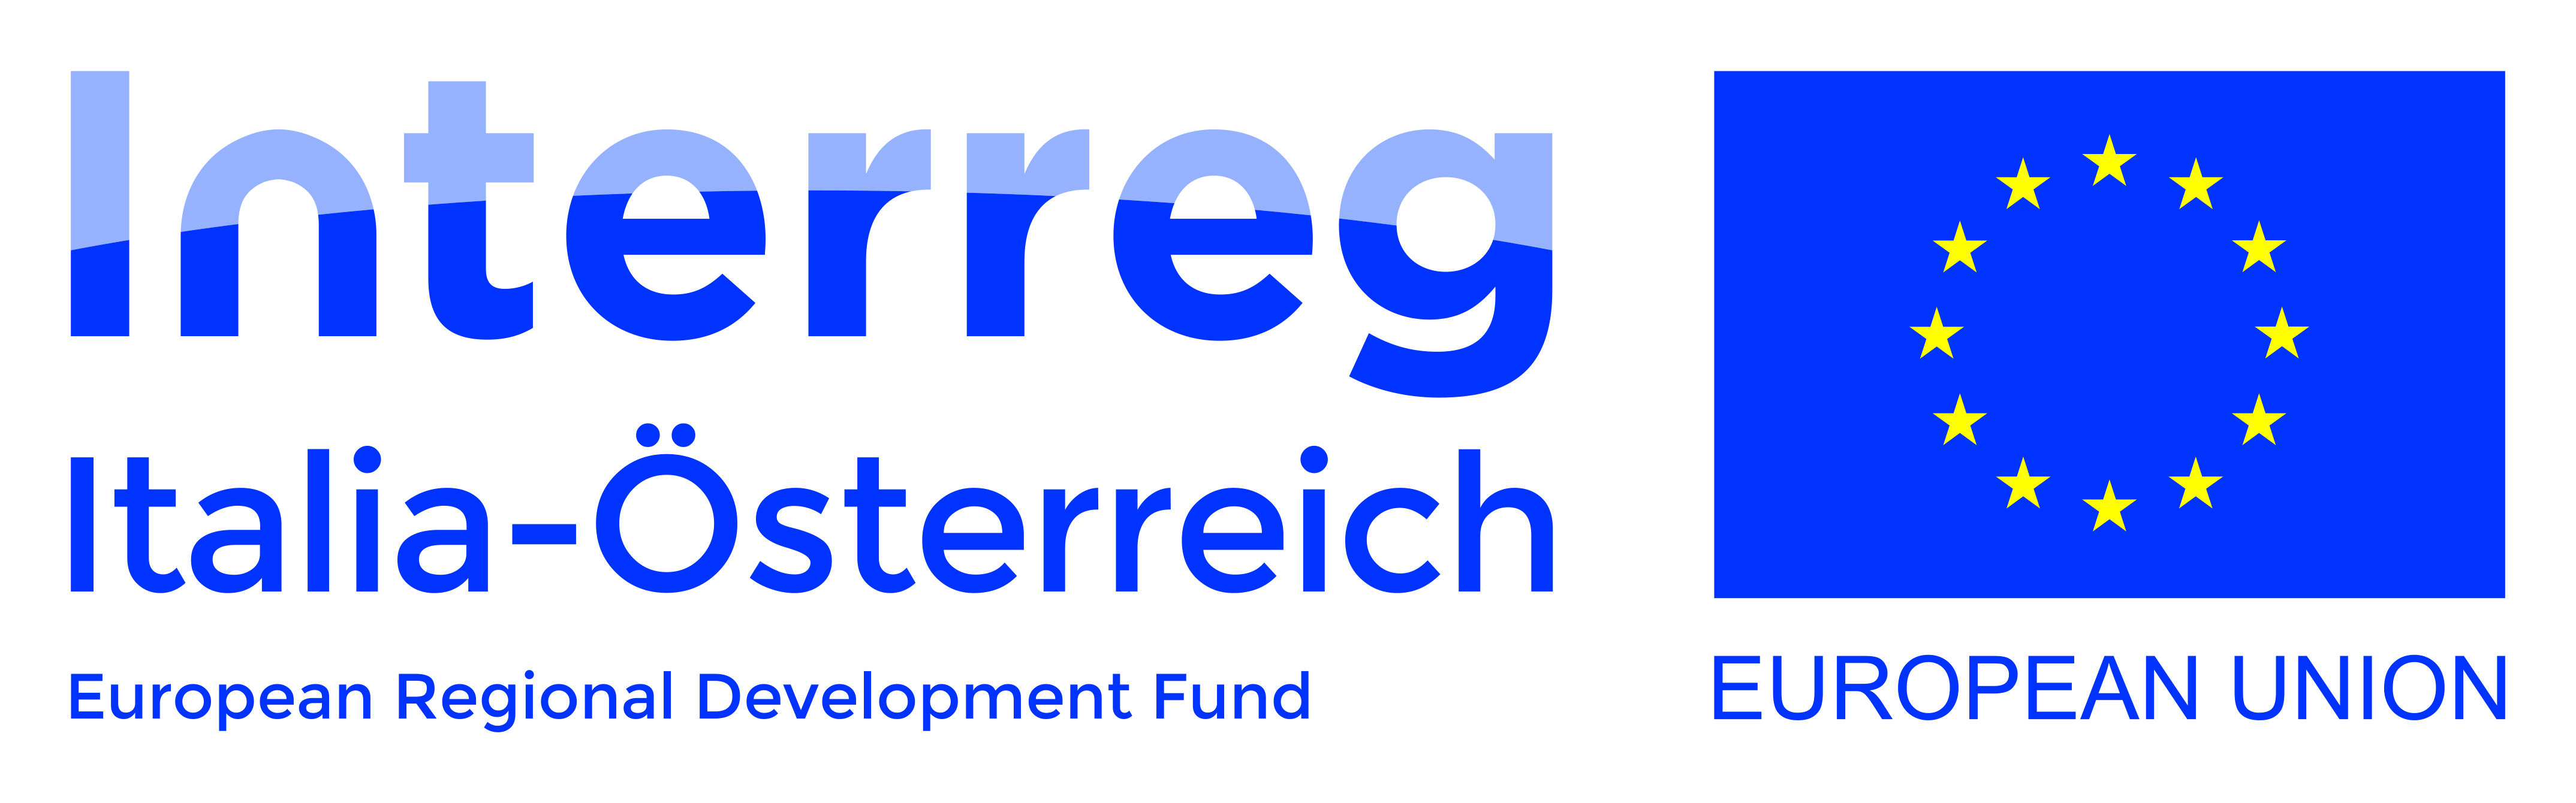 Interreg
Italia-Österreich
European Regional Development Fund
EUROPEAN UNION